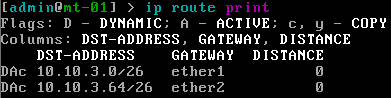 [admin@mt-01] > ip route print
Flags: D - DYNAMIC; A - ACTIVE; c, y - COPY
Columns: DST-ADDRESS, GATEWAY, DISTANCE
    DST-ADDRESS   GATEWAY  DISTANCE
DAc 10.10.3.0/26  ether1          0
DAc 10.10.3.64/26 ether2          0